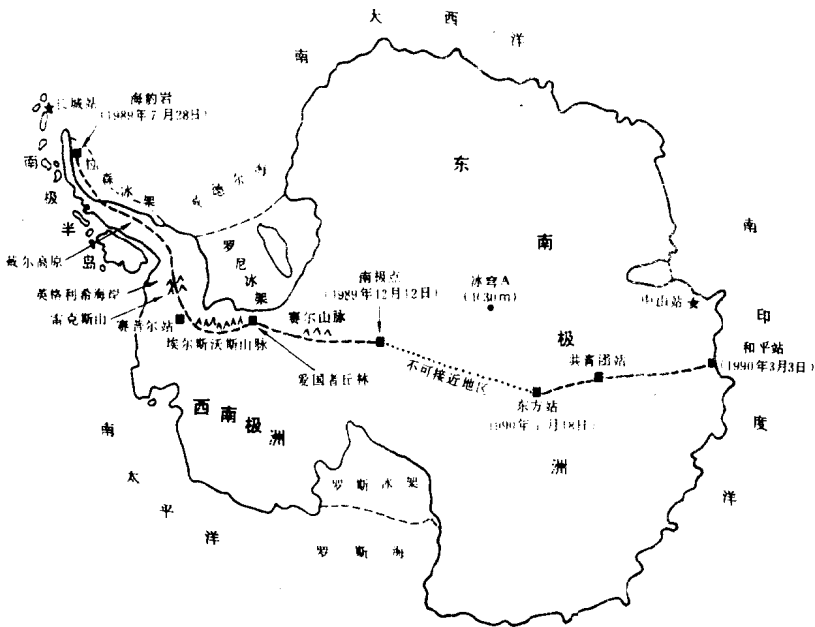 南 大 西 洋
长城站
海豹岩
(1989年7月28日)
拉 森 冰 架
威 德 尔 海
南 极 半 岛
东 南 极 洲
戴尔高原
罗 尼 冰 架
南极点
(1989年12月12日)
冰穹A
中山站
南 印 度 洋
英格利希海岸
雷克斯山
赛普尔站
赛尔山脉
埃尔斯沃斯山脉
爱国者丘林
不可接近地区
共青团站
和平站
(1990年3月3日)
东方站
西 南 极 洲
南 太 平 洋
罗 斯 冰 架
罗 斯 海